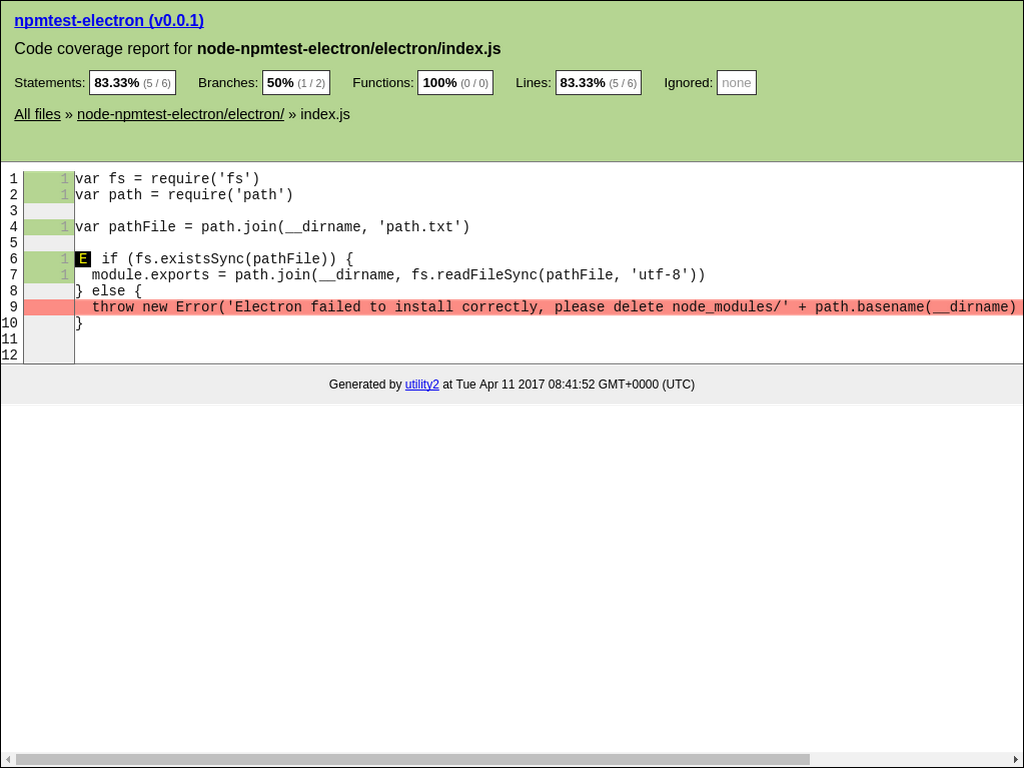 npmtest-electron (v0.0.1)
Code coverage report for node-npmtest-electron/electron/index.js
Statements: 83.33% (5 / 6) Branches: 50% (1 / 2) Functions: 100% (0 / 0) Lines: 83.33% (5 / 6) Ignored: none
All files » node-npmtest-electron/electron/ » index.js
1 1 var fs = require('fs')
2 1 var path = require('path')
3
4 1 var pathFile = path.join(__dirname, 'path.txt')
5
6 1 E if (fs.existsSync(pathFile)) {
7 1 module.exports = path.join(__dirname, fs.readFileSync(pathFile, 'utf-8'))
8 } else {
9 throw new Error('Electron failed to install correctly, please delete node_modules/' + path.basename(__dirname)
10 }
11
12
Generated by utility2 at Tue Apr 11 2017 08:41:52 GMT+0000 (UTC)